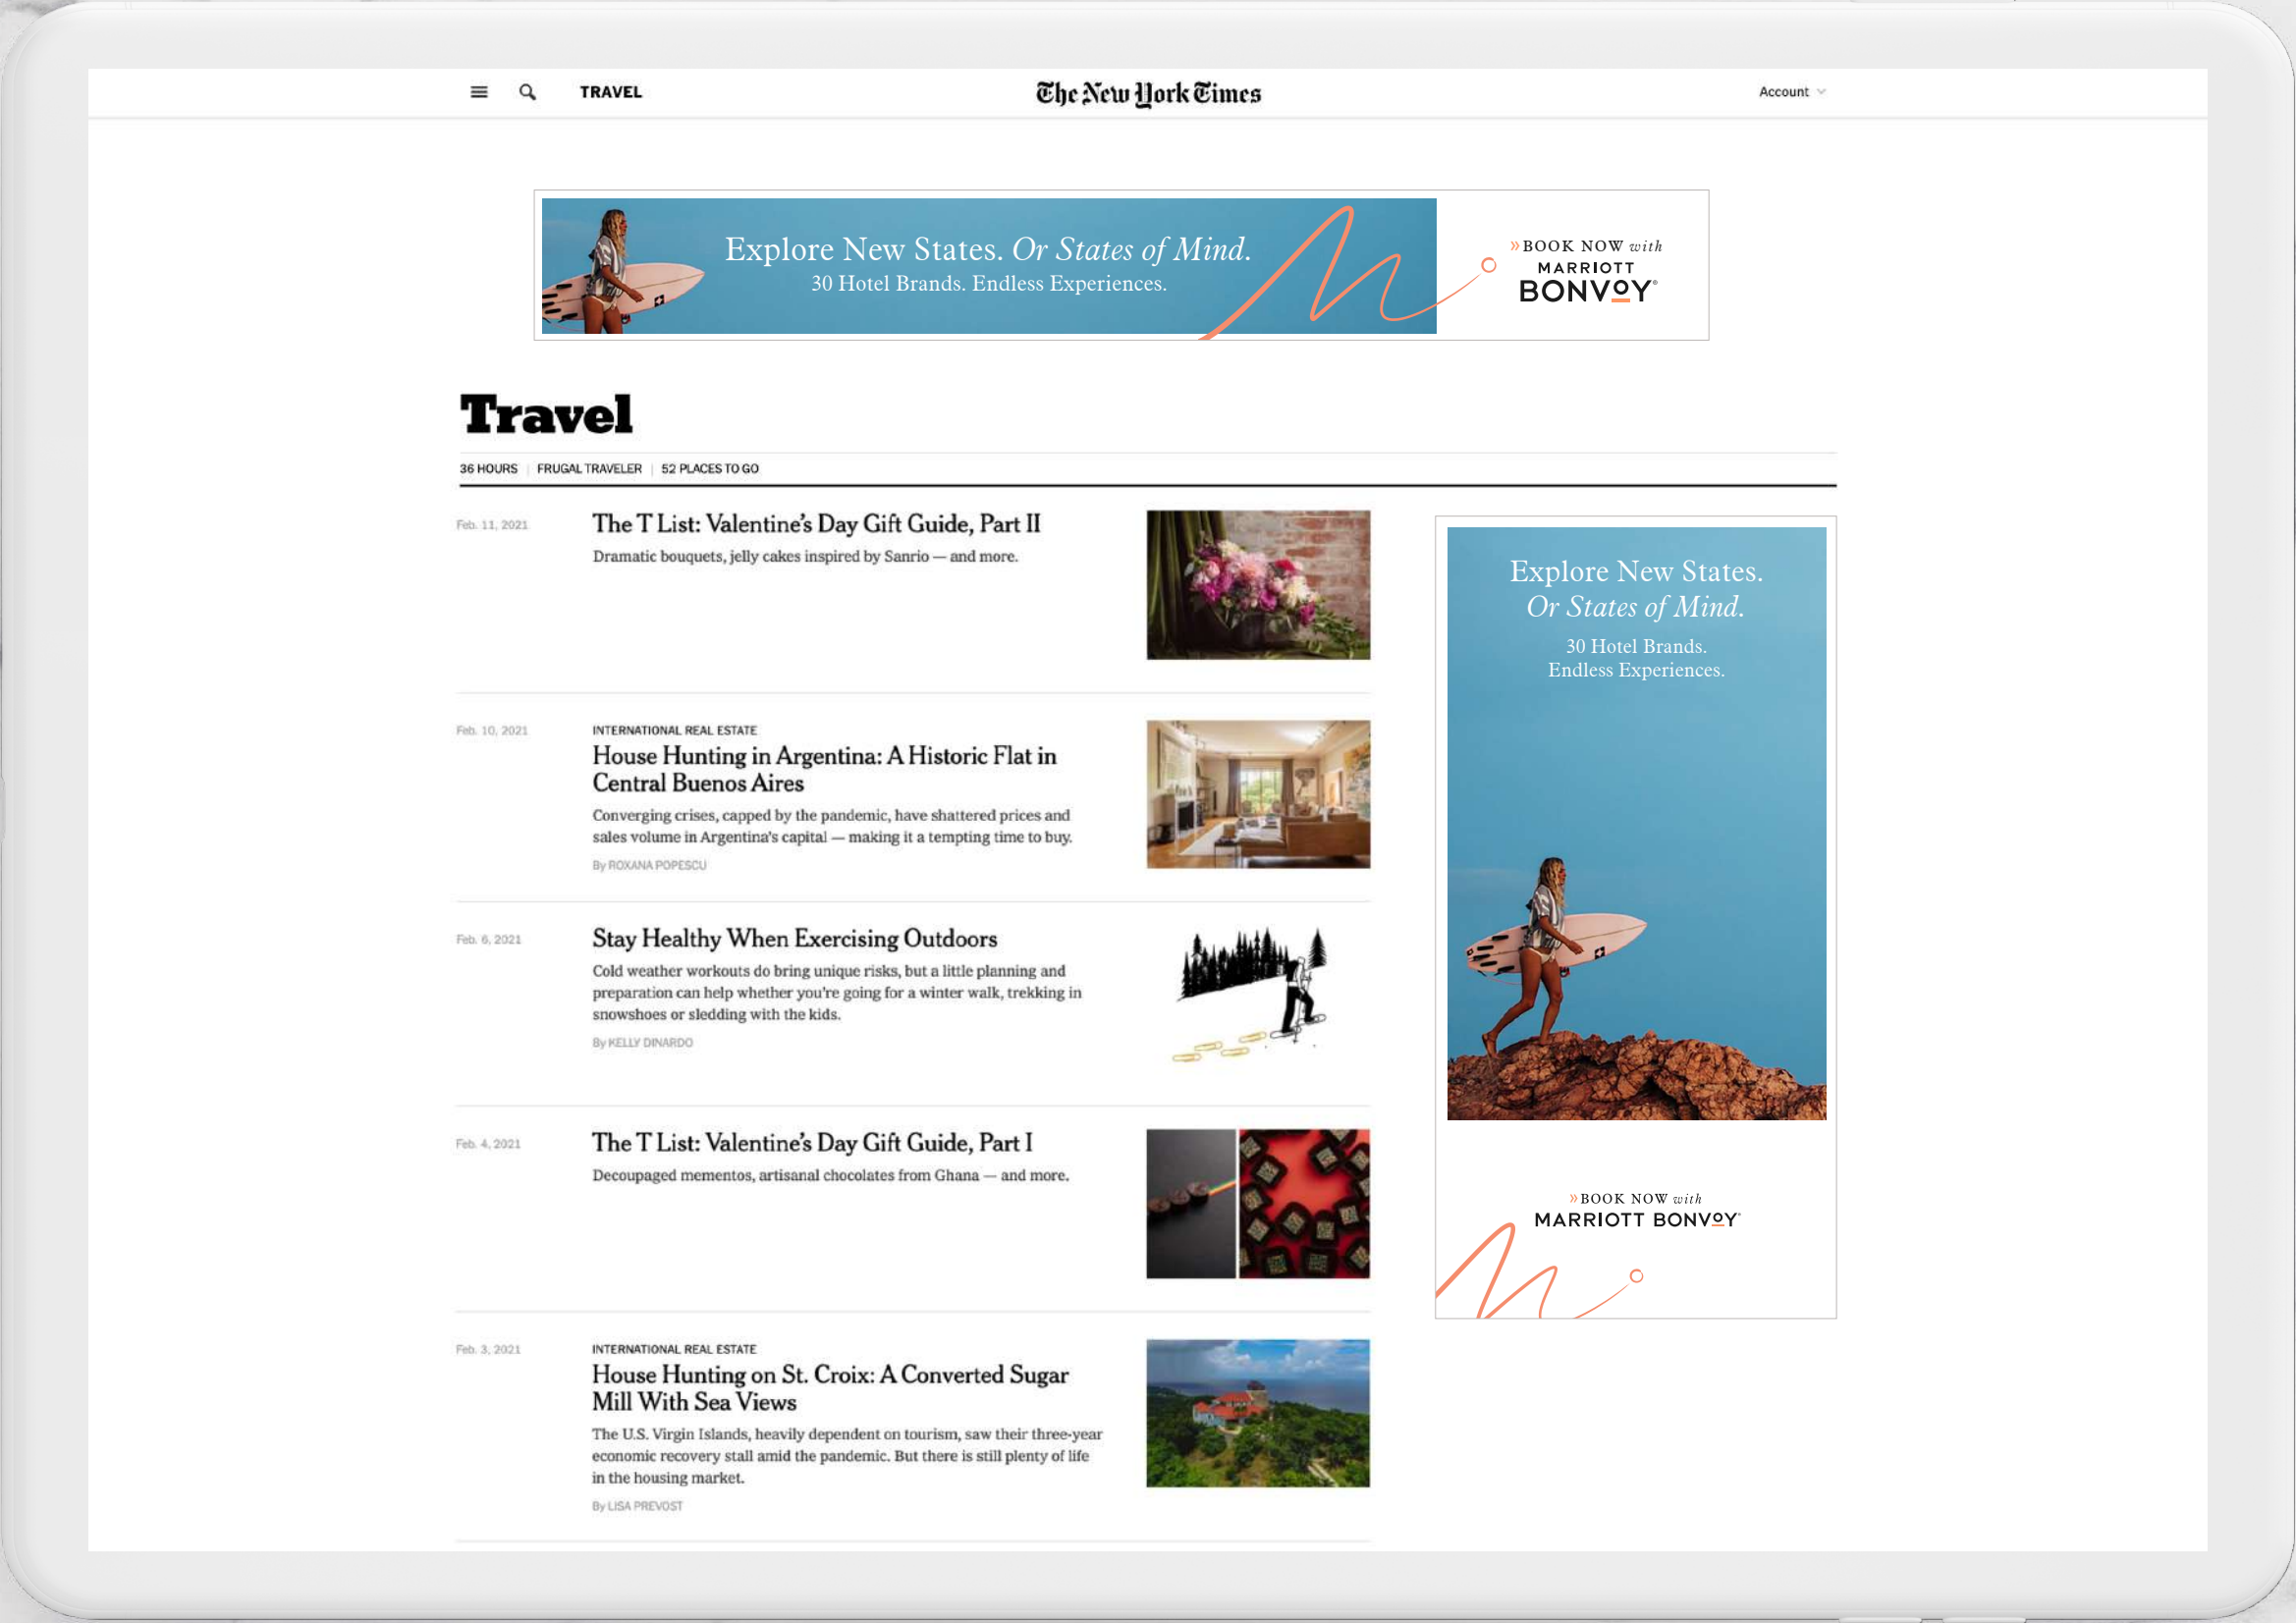 TRAVEL
The New York Times
Account
Explore New States. Or States of Mind.
30 Hotel Brands. Endless Experiences.
»BOOK NOW with
MARRIOTT
BONVOY®
Travel
36 HOURS | FRUGAL TRAVELER | 52 PLACES TO GO
Feb. 11, 2021
The T List: Valentine’s Day Gift Guide, Part II
Dramatic bouquets, jelly cakes inspired by Sanrio — and more.
Feb. 10, 2021
INTERNATIONAL REAL ESTATE
House Hunting in Argentina: A Historic Flat in
Central Buenos Aires
Converging crises, capped by the pandemic, have shattered prices and
sales volume in Argentina’s capital — making it a tempting time to buy.
By ROXANA POPESCU
Feb. 6, 2021
Stay Healthy When Exercising Outdoors
Cold weather workouts do bring unique risks, but a little planning and
preparation can help whether you’re going for a winter walk, trekking in
snowshoes or sledding with the kids.
By KELLY DINARDO
Feb. 4, 2021
The T List: Valentine’s Day Gift Guide, Part I
Decoupaged mementos, artisanal chocolates from Ghana — and more.
Feb. 3, 2021
INTERNATIONAL REAL ESTATE
House Hunting on St. Croix: A Converted Sugar
Mill With Sea Views
The U.S. Virgin Islands, heavily dependent on tourism, saw their three-year
economic recovery stall amid the pandemic. But there is still plenty of life
in the housing market.
By LISA PREVOST
Explore New States.
Or States of Mind.
30 Hotel Brands.
Endless Experiences.
»BOOK NOW with
MARRIOTT BONVOY®